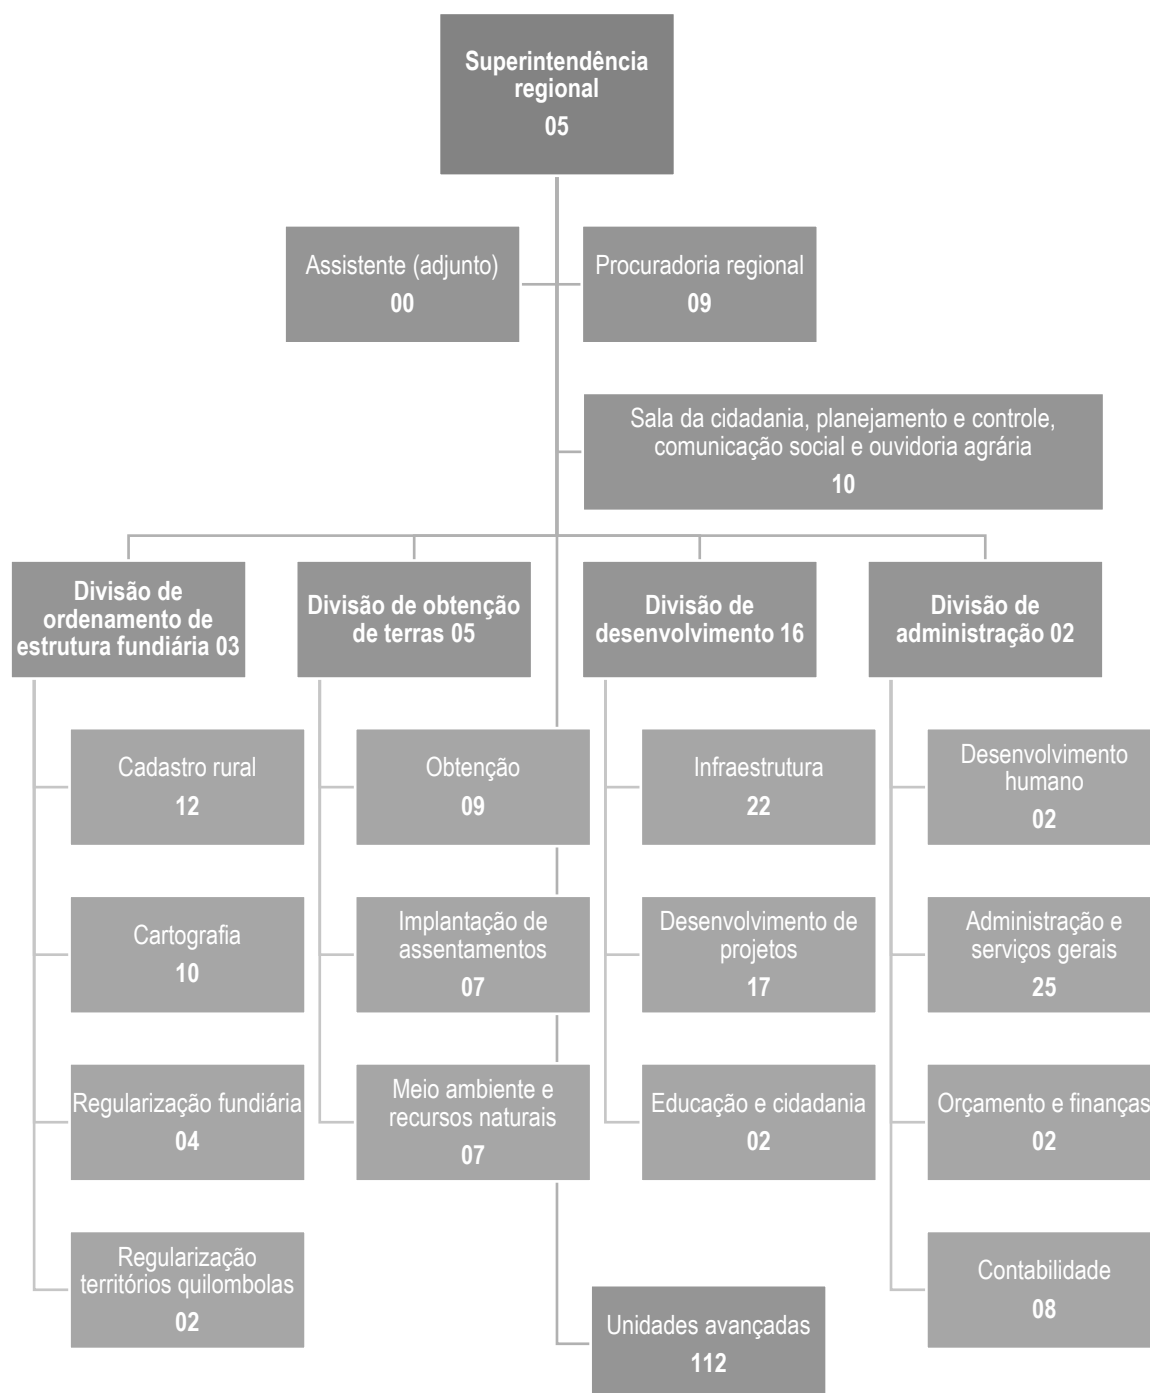 Superintendência
regional
05
Assistente (adjunto)
00
Procuradoria regional
09
Sala da cidadania, planejamento e controle,
comunicação social e ouvidoria agrária
10
Divisão de
ordenamento de
estrutura fundiária 03
Cadastro rural
12
Cartografia
10
Regularização fundiária
04
Regularização
territórios quilombolas
02
Divisão de obtenção
de terras 05
Obtenção
09
Implantação de
assentamentos
07
Meio ambiente e
recursos naturais
07
Divisão de
desenvolvimento 16
Infraestrutura
22
Desenvolvimento de
projetos
17
Educação e cidadania
02
Divisão de
administração 02
Desenvolvimento
humano
02
Administração e
serviços gerais
25
Orçamento e finanças
02
Contabilidade
08
Unidades avançadas
112